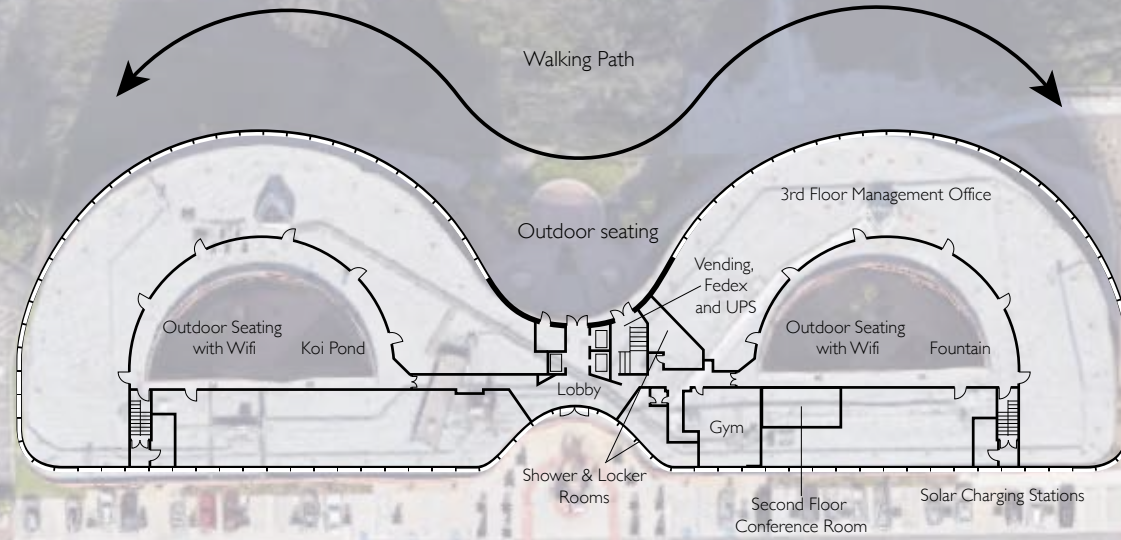 Walking Path
3rd Floor Management Office
Outdoor seating
Vending,
Fedex
and UPS
Outdoor Seating
with Wifi
Koi Pond
Outdoor Seating
with Wifi
Fountain
Lobby
Gym
Shower & Locker
Rooms
Second Floor
Conference Room
Solar Charging Stations